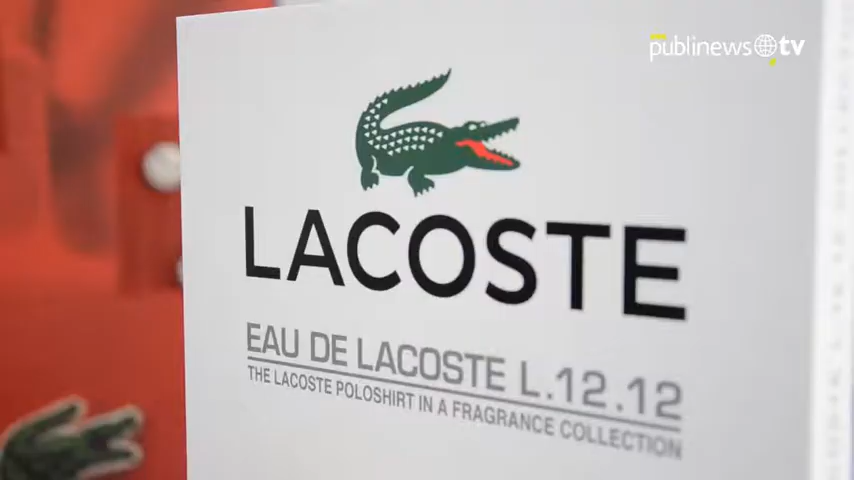 publinews tv
LACOSTE
EAU DE LACOSTE L.12.12
THE LACOSTE POLOSHIRT IN A FRAGRANCE COLLECTION